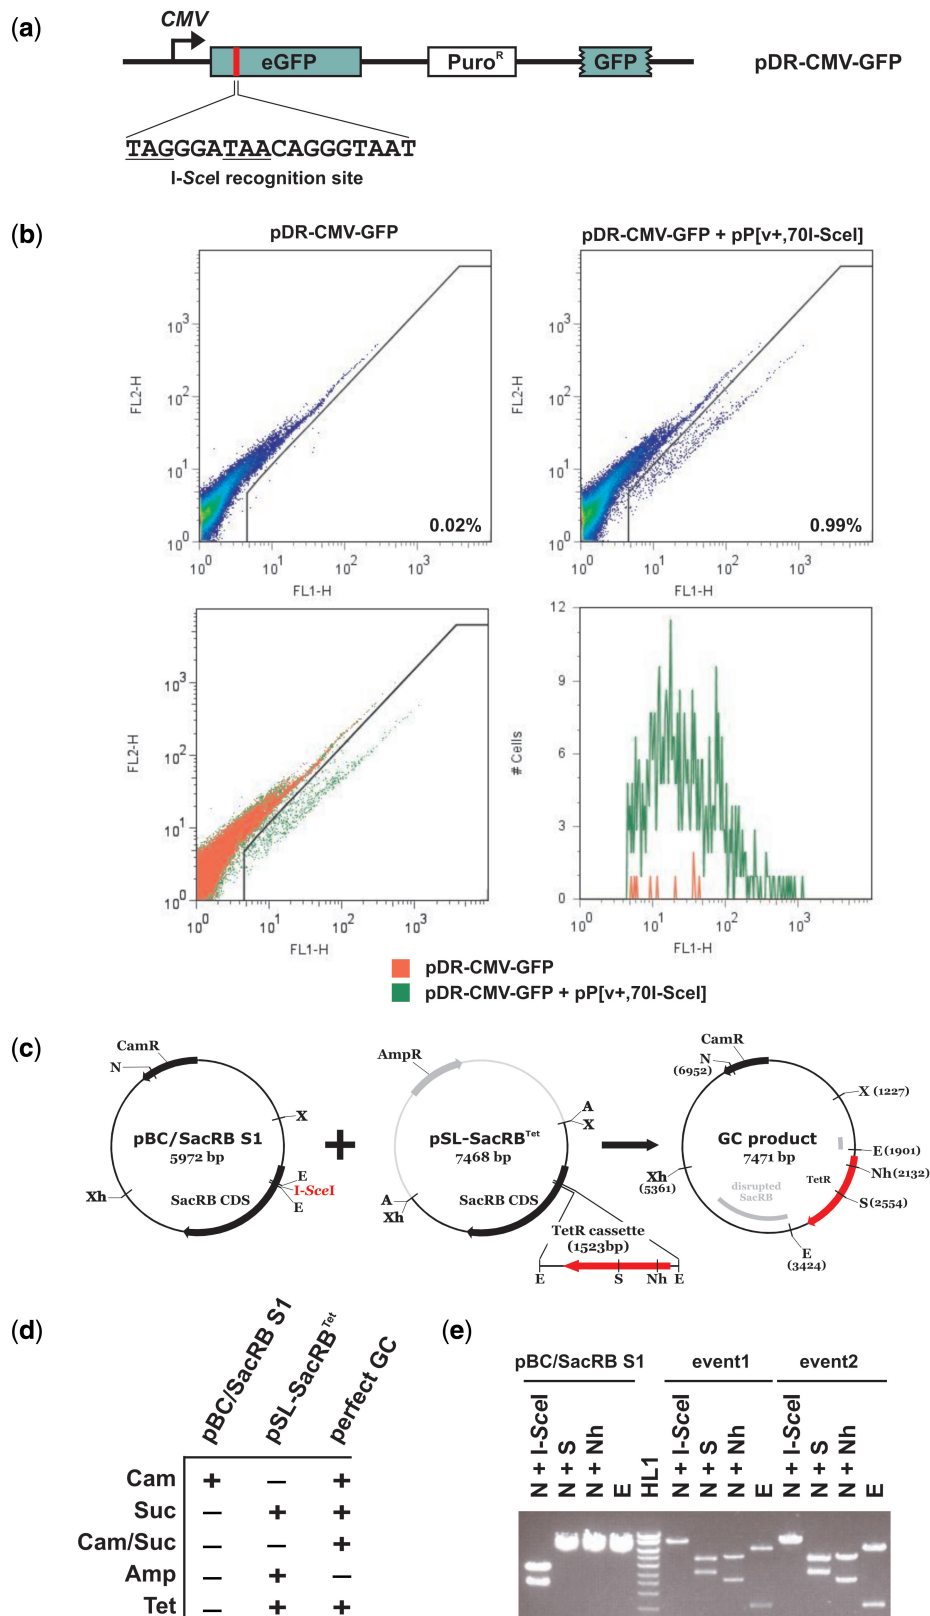 (a)
CMV
eGFP
Puro^R
GFP
pDR-CMV-GFP
TAGGGATAACAGGGTAAT
I-SceI recognition site
(b)
pDR-CMV-GFP
pDR-CMV-GFP + pP[v+,70I-SceI]
10^3
10^2
10^1
10^0
FL2-H
0.02%
10^0 10^1 10^2 10^3
FL1-H
10^3
10^2
10^1
10^0
FL2-H
0.99%
10^0 10^1 10^2 10^3
FL1-H
10^3
10^2
10^1
10^0
FL2-H
10^0 10^1 10^2 10^3
FL1-H
12
9
6
3
0
# Cells
10^0 10^1 10^2 10^3
FL1-H
pDR-CMV-GFP
pDR-CMV-GFP + pP[v+,70I-SceI]
(c)
CamR
N
X
pBC/SacRB S1
5972 bp
E
I-SceI
E
Xh
SacRB CDS
+
AmpR
A
X
pSL-SacRB^Tet
7468 bp
A
Xh
SacRB CDS
TetR cassette
(1523bp)
E S Nh E
CamR
N
(6952)
X (1227)
GC product
7471 bp
E (1901)
Nh(2132)
Xh
(5361)
TetR
disrupted
SacRB
S(2554)
E
(3424)
(d)
pBC/SacRB S1
pSL-SacRB^Tet
perfect GC
Cam + − +
Suc − + +
Cam/Suc − − +
Amp − + −
Tet − + +
(e)
pBC/SacRB S1
event1
event2
N + I-SceI
N + S
N + Nh
E
HL1
N + I-SceI
N + S
N + Nh
E
N + I-SceI
N + S
N + Nh
E